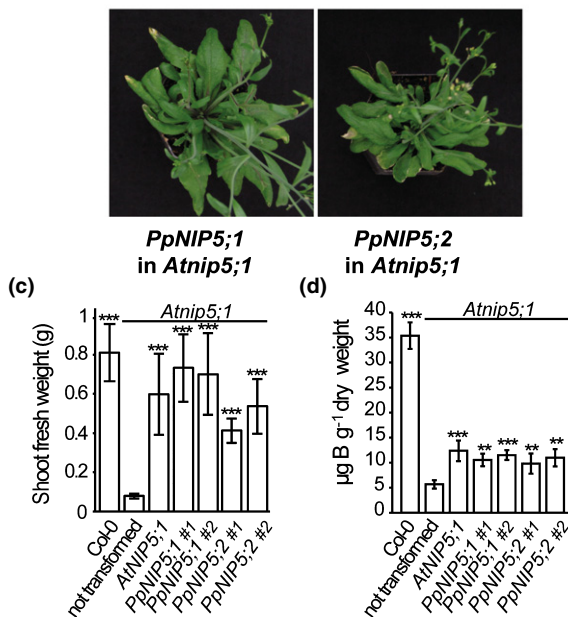 PpNIP5;1
in Atnip5;1
PpNIP5;2
in Atnip5;1
(c)
Atnip5;1
Shoot fresh weight (g)
1
0.8
0.6
0.4
0.2
0
***
***
***
***
***
***
Col-0
not transformed
AtNIP5;1
PpNIP5;1 #1
PpNIP5;1 #2
PpNIP5;2 #1
PpNIP5;2 #2
(d)
Atnip5;1
µg B g⁻¹ dry weight
40
35
30
25
20
15
10
5
0
***
***
**
***
**
**
Col-0
not transformed
AtNIP5;1
PpNIP5;1 #1
PpNIP5;1 #2
PpNIP5;2 #1
PpNIP5;2 #2